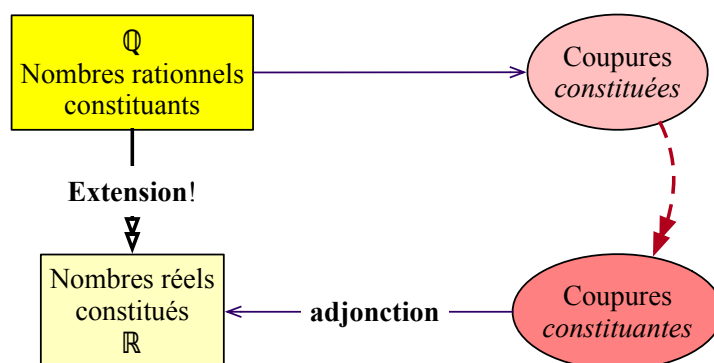 ℚ
Nombres rationnels
constituants
Coupures
constituées
Extension!
Nombres réels
constitués
ℝ
adjonction
Coupures
constituantes